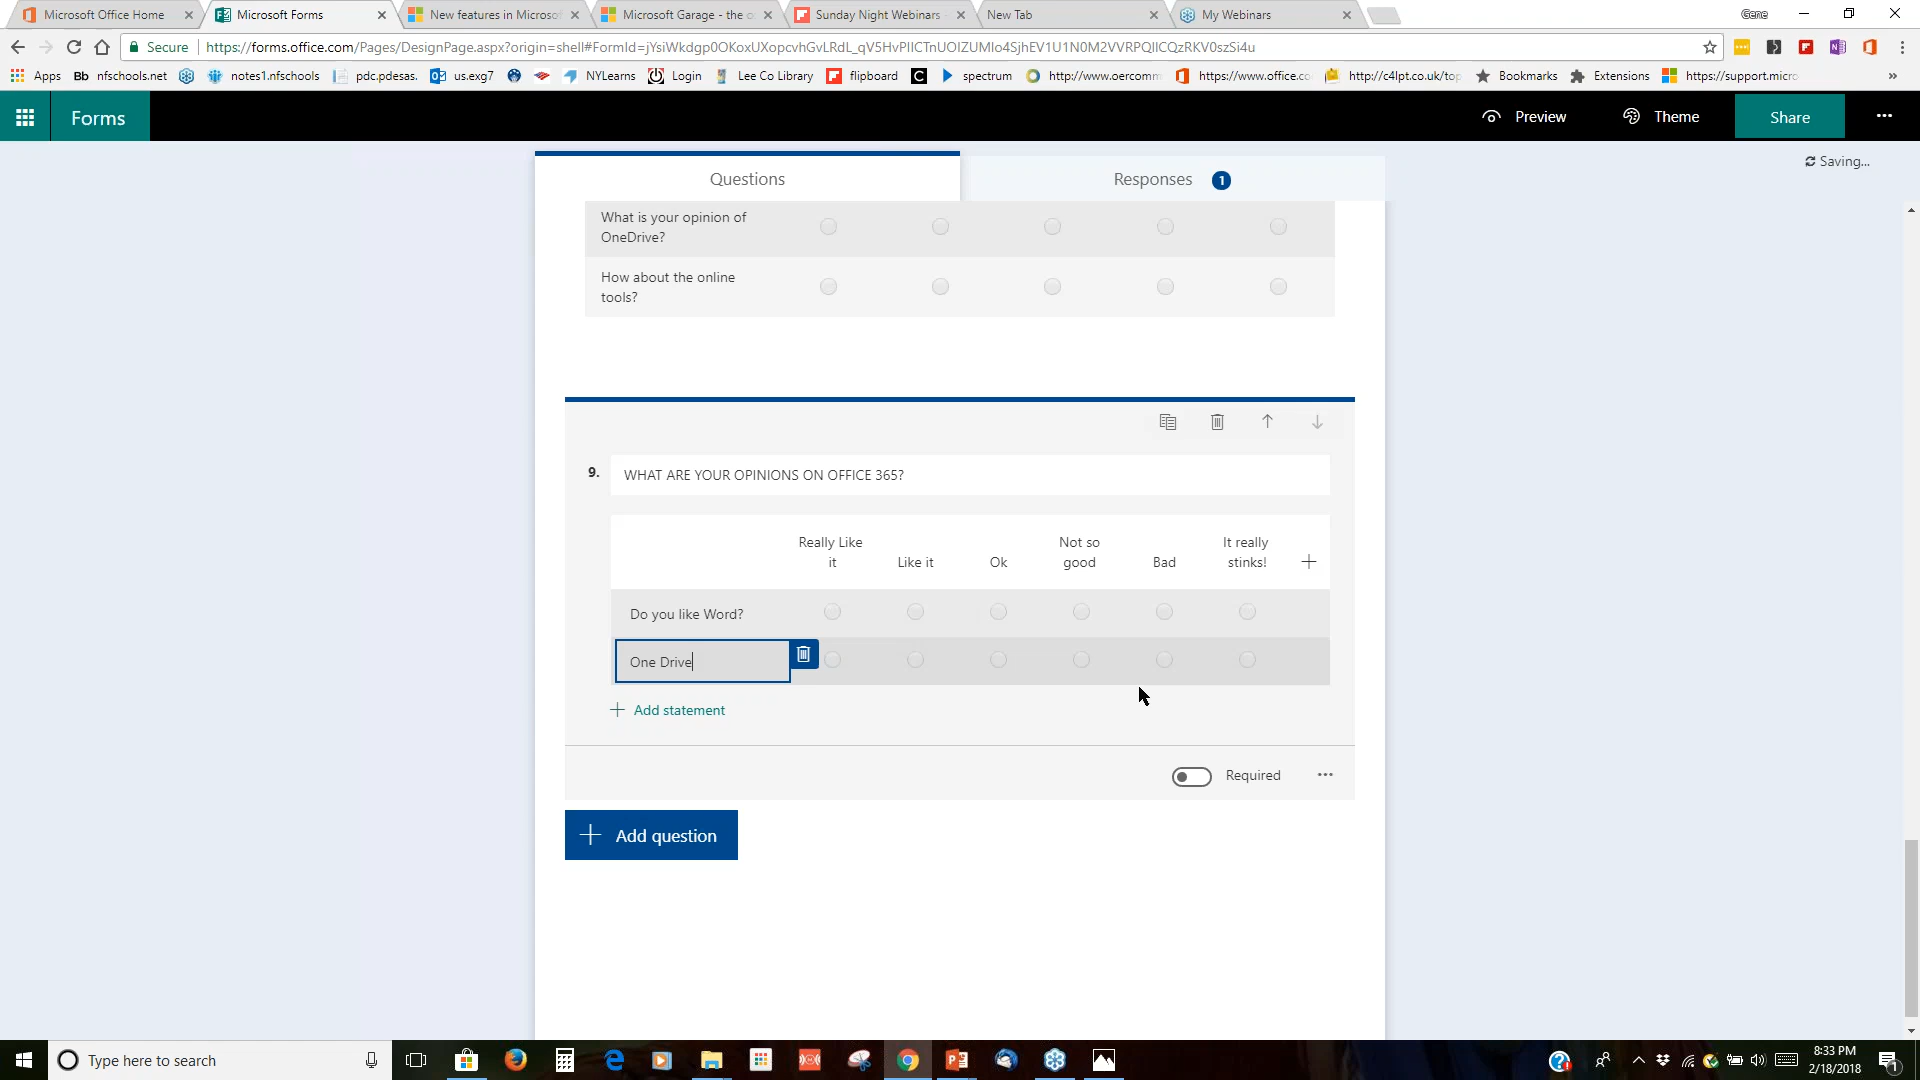 Microsoft Office Home
Microsoft Forms
New features in Microsof
Microsoft Garage - the o
Sunday Night Webinars
New Tab
My Webinars
Gene
Secure
https://forms.office.com/Pages/DesignPage.aspx?origin=shell#FormId=jYsiWkdgp0OKoxUXopcvhGvLRdL_qV5HvPIICTnUOIZUMlo4SjhEV1U1N0M2VVRPQIlCQzRKV0szSi4u
Apps
Bb nfschools.net
notes1.nfschools
pdc.pdesas.
us.exg7
NYLearns
Login
Lee Co Library
flipboard
spectrum
http://www.oercomm
https://www.office.co
http://c4lpt.co.uk/top
Bookmarks
Extensions
https://support.micro
Forms
Preview
Theme
Share
Questions
Responses 1
Saving...
What is your opinion of
OneDrive?
How about the online
tools?
9. WHAT ARE YOUR OPINIONS ON OFFICE 365?
Really Like it
Like it
Ok
Not so good
Bad
It really stinks!
Do you like Word?
One Drive
Add statement
Required
Add question
Type here to search
8:33 PM
2/18/2018